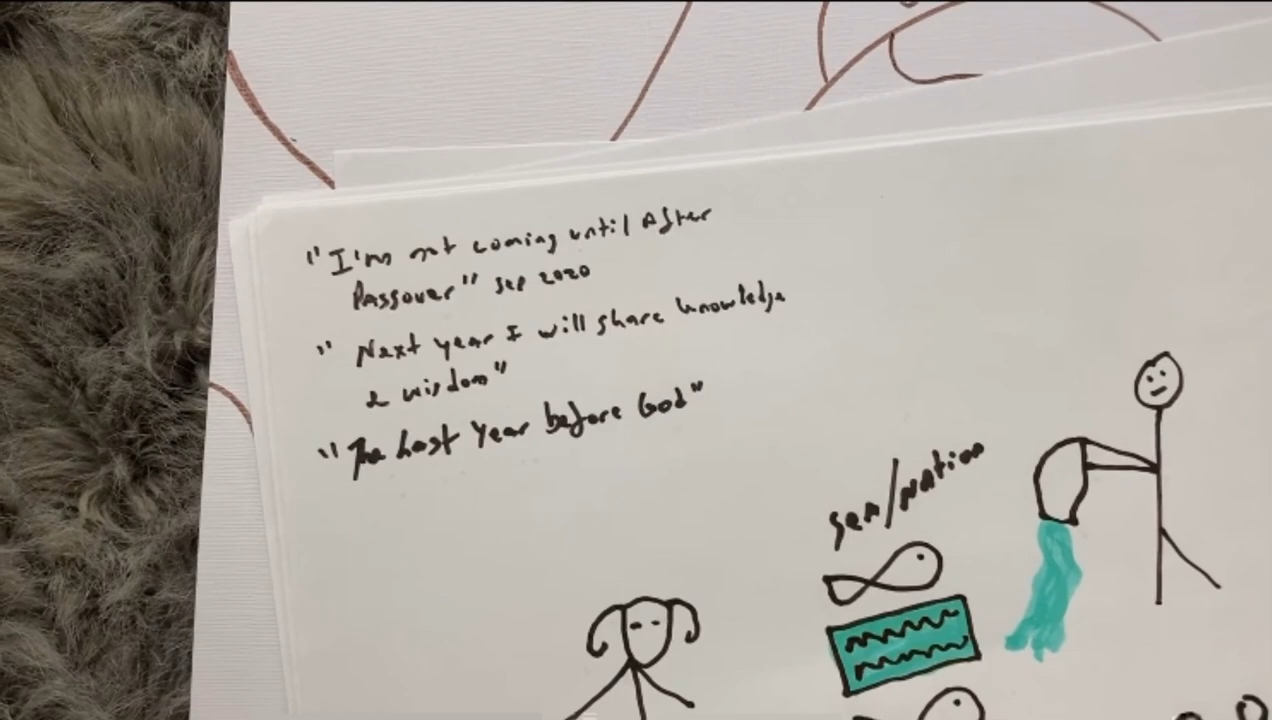 "I'm not coming until After
Passover" Sep 2020
" Next year I will share knowledge
& wisdom"
"The Last Year before God"
SEA/NAtion